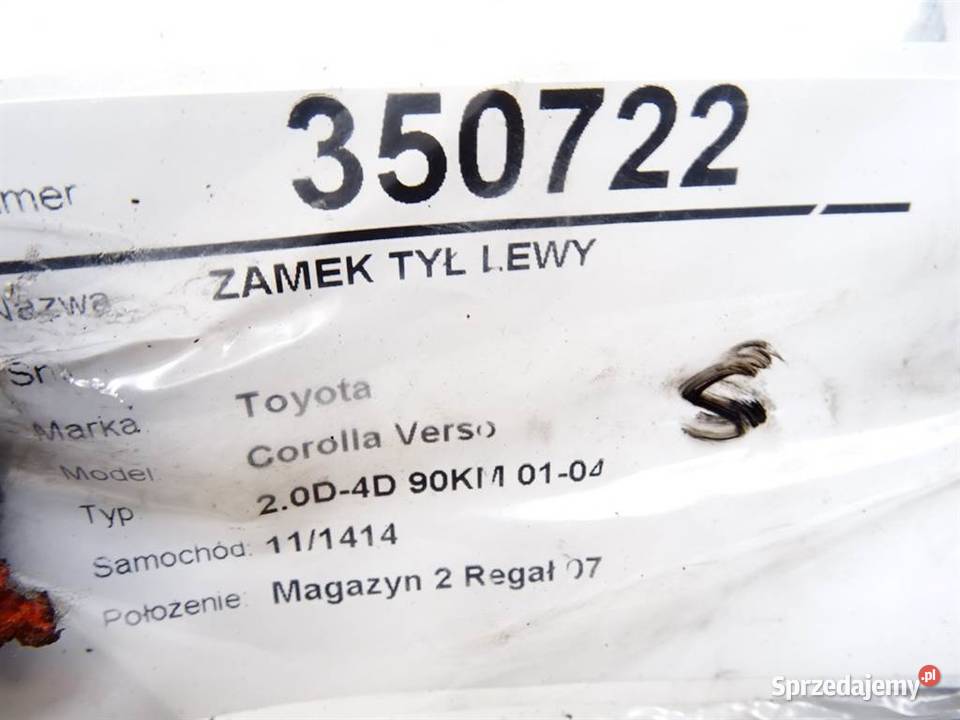 350722
ZAMEK TYŁ LEWY
Nazwa
Marka Toyota
Model Corolla Verso
Typ 2.0D-4D 90KM 01-04
Samochód: 11/1414
Położenie: Magazyn 2 Regał 07
S
Sprzedajemy.pl